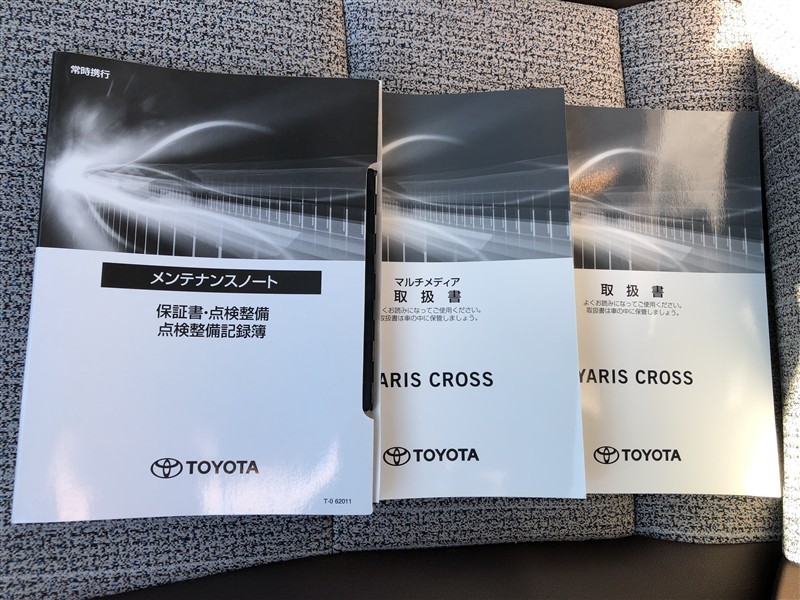 常時携行
メンテナンスノート
保証書・点検整備
点検整備記録簿
TOYOTA
T-0 62011
マルチメディア
取扱書
くお読みになってご使用ください。
取扱書は車の中に保管しましょう。
ARIS CROSS
TOYOTA
取扱書
よくお読みになってご使用ください。
取扱書は車の中に保管しましょう。
YARIS CROSS
TOYOTA